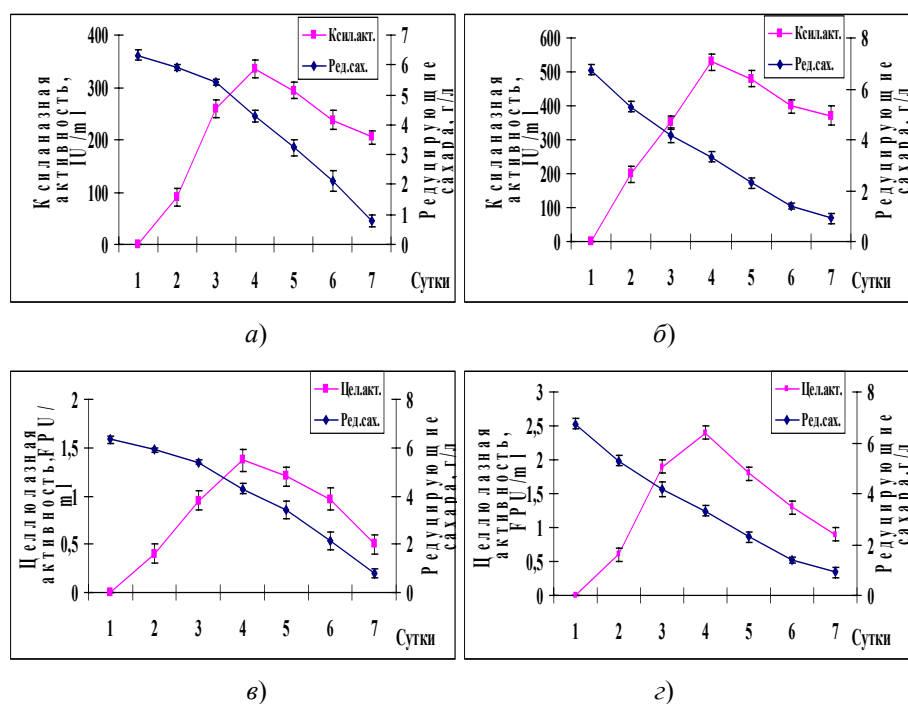 Ксил.акт.
Ред.сах.
Ксиланазная
активность,
IU/ml
400
300
200
100
0
7
6
5
4
3
2
1
0
Редуцирующие
сахара, г/л
1 2 3 4 5 6 7 Сутки
а)
Ксил.акт.
Ред.сах.
Ксиланазная
активность,
IU/ml
600
500
400
300
200
100
0
8
6
4
2
0
Редуцирующие
сахара, г/л
1 2 3 4 5 6 7 Сутки
б)
Цел.акт.
Ред.сах.
Целлюлазная
активность,FPU/
ml
2
1,5
1
0,5
0
8
6
4
2
0
Редуцирующие
сахара,г/л
1 2 3 4 5 6 7 Сутки
в)
Цел.акт.
Ред.сах.
Целлюлазная
активность,
FPU/ml
3
2,5
2
1,5
1
0,5
0
8
6
4
2
0
Редуцирующие
сахара,г/л
1 2 3 4 5 6 7 Сутки
г)